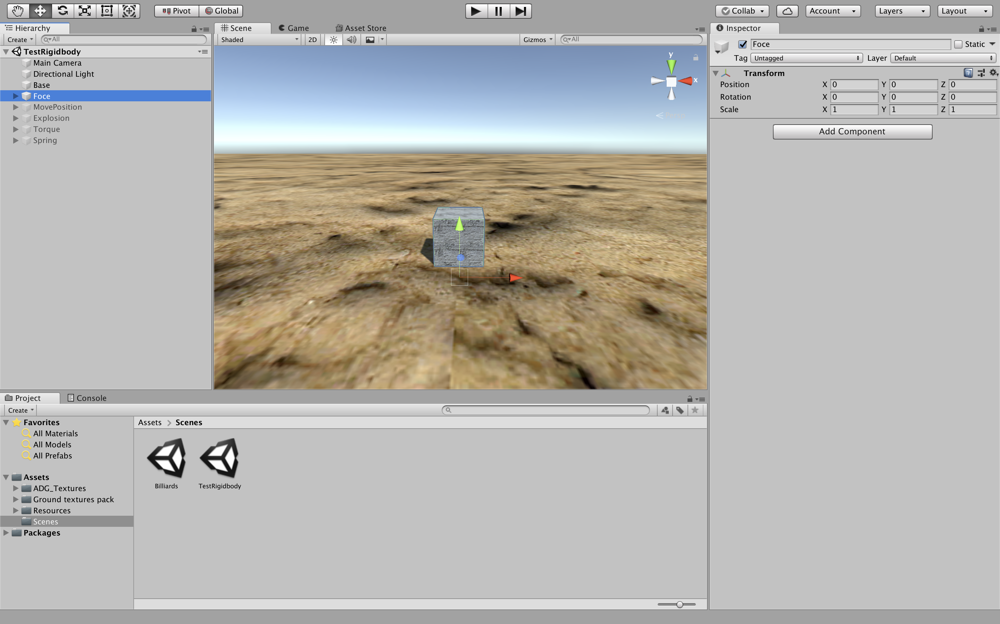 Pivot Global Collab Account Layers Layout
Hierarchy
Create All
TestRigidbody
Main Camera
Directional Light
Base
Foce
MovePosition
Explosion
Torque
Spring
Scene Game Asset Store
Shaded 2D Gizmos All
y
x
Persp
Inspector
Foce Static
Tag Untagged Layer Default
Transform
Position X 0 Y 0 Z 0
Rotation X 0 Y 0 Z 0
Scale X 1 Y 1 Z 1
Add Component
Project Console
Create
Favorites
All Materials
All Models
All Prefabs
Assets
ADG_Textures
Ground textures pack
Resources
Scenes
Packages
Assets > Scenes
Billiards TestRigidbody